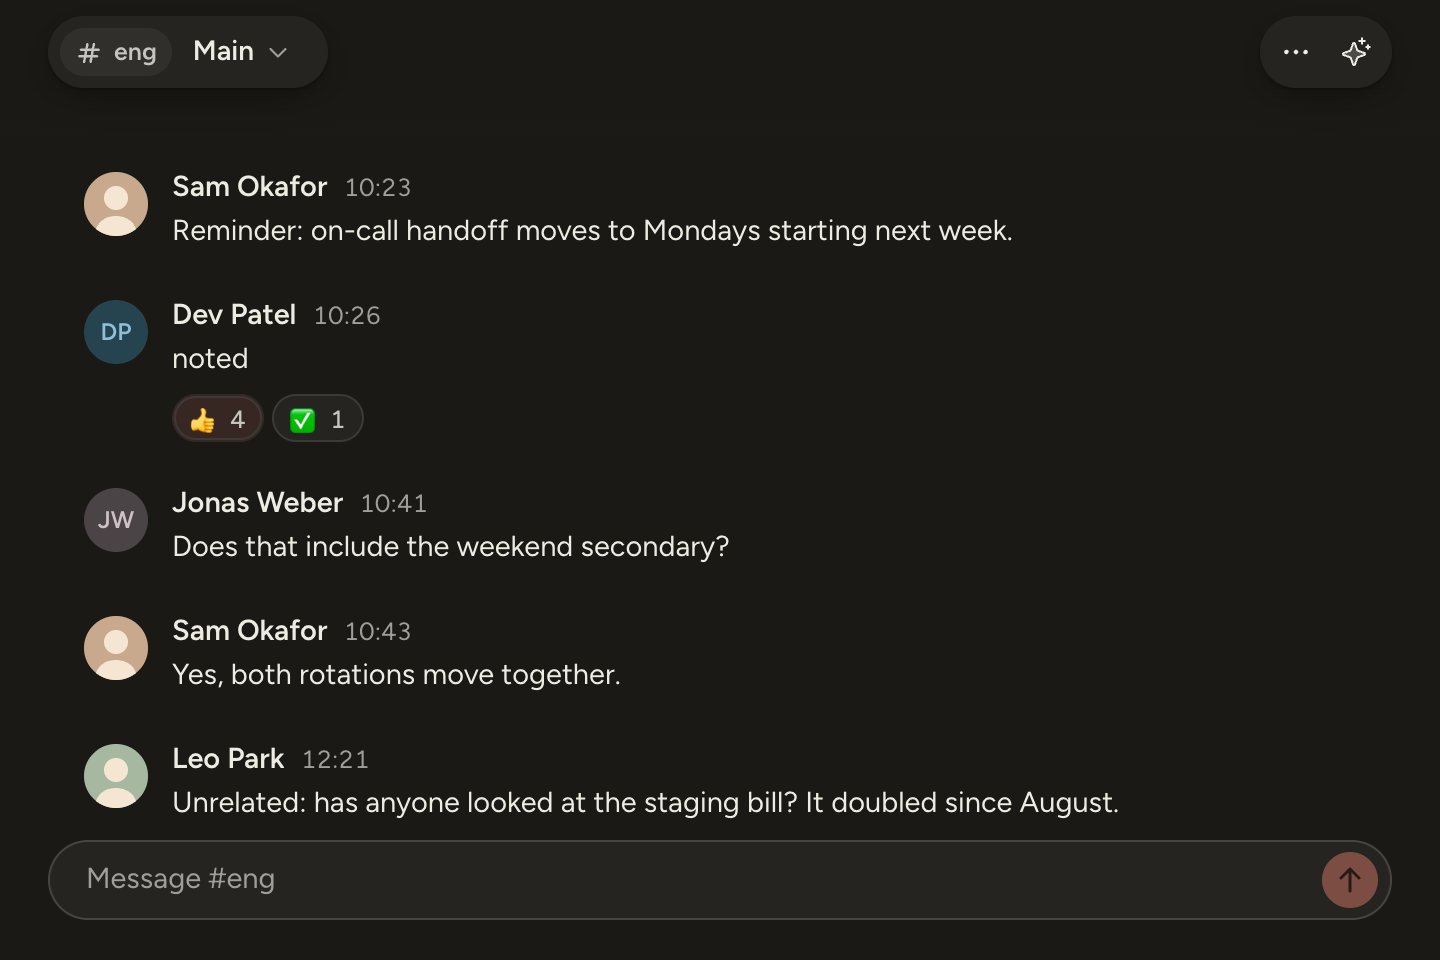 # eng Main
Sam Okafor 10:23
Reminder: on-call handoff moves to Mondays starting next week.
DP
Dev Patel 10:26
noted
👍 4 ✅ 1
JW
Jonas Weber 10:41
Does that include the weekend secondary?
Sam Okafor 10:43
Yes, both rotations move together.
Leo Park 12:21
Unrelated: has anyone looked at the staging bill? It doubled since August.
Message #eng